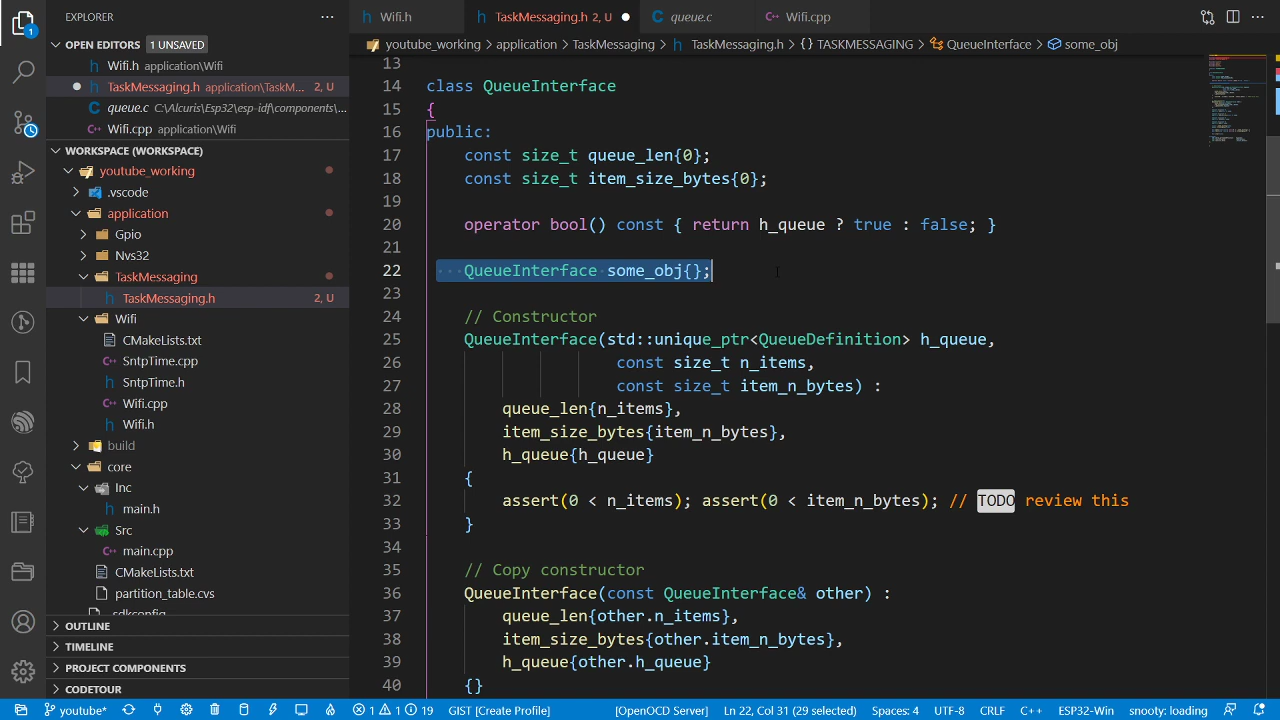 EXPLORER
···
Wifi.h
TaskMessaging.h 2, U
queue.c
Wifi.cpp
OPEN EDITORS 1 UNSAVED
youtube_working > application > TaskMessaging > TaskMessaging.h > {} TASKMESSAGING > QueueInterface > some_obj
Wifi.h application\Wifi
TaskMessaging.h application\TaskM... 2, U
queue.c C:\Alcuris\Esp32\esp-idf\components\...
Wifi.cpp application\Wifi
WORKSPACE (WORKSPACE)
youtube_working
.vscode
application
Gpio
Nvs32
TaskMessaging
TaskMessaging.h 2, U
Wifi
CMakeLists.txt
SntpTime.cpp
SntpTime.h
Wifi.cpp
Wifi.h
build
core
Inc
main.h
Src
main.cpp
CMakeLists.txt
partition_table.cvs
sdkconfig
OUTLINE
TIMELINE
PROJECT COMPONENTS
CODETOUR
13
14 class QueueInterface
15 {
16 public:
17 const size_t queue_len{0};
18 const size_t item_size_bytes{0};
19
20 operator bool() const { return h_queue ? true : false; }
21
22 QueueInterface some_obj{};
23
24 // Constructor
25 QueueInterface(std::unique_ptr<QueueDefinition> h_queue,
26 const size_t n_items,
27 const size_t item_n_bytes) :
28 queue_len{n_items},
29 item_size_bytes{item_n_bytes},
30 h_queue{h_queue}
31 {
32 assert(0 < n_items); assert(0 < item_n_bytes); // TODO review this
33 }
34
35 // Copy constructor
36 QueueInterface(const QueueInterface& other) :
37 queue_len{other.n_items},
38 item_size_bytes{other.item_n_bytes},
39 h_queue{other.h_queue}
40 {}
youtube* 1 1 19 GIST [Create Profile] [OpenOCD Server] Ln 22, Col 31 (29 selected) Spaces: 4 UTF-8 CRLF C++ ESP32-Win snooty: loading